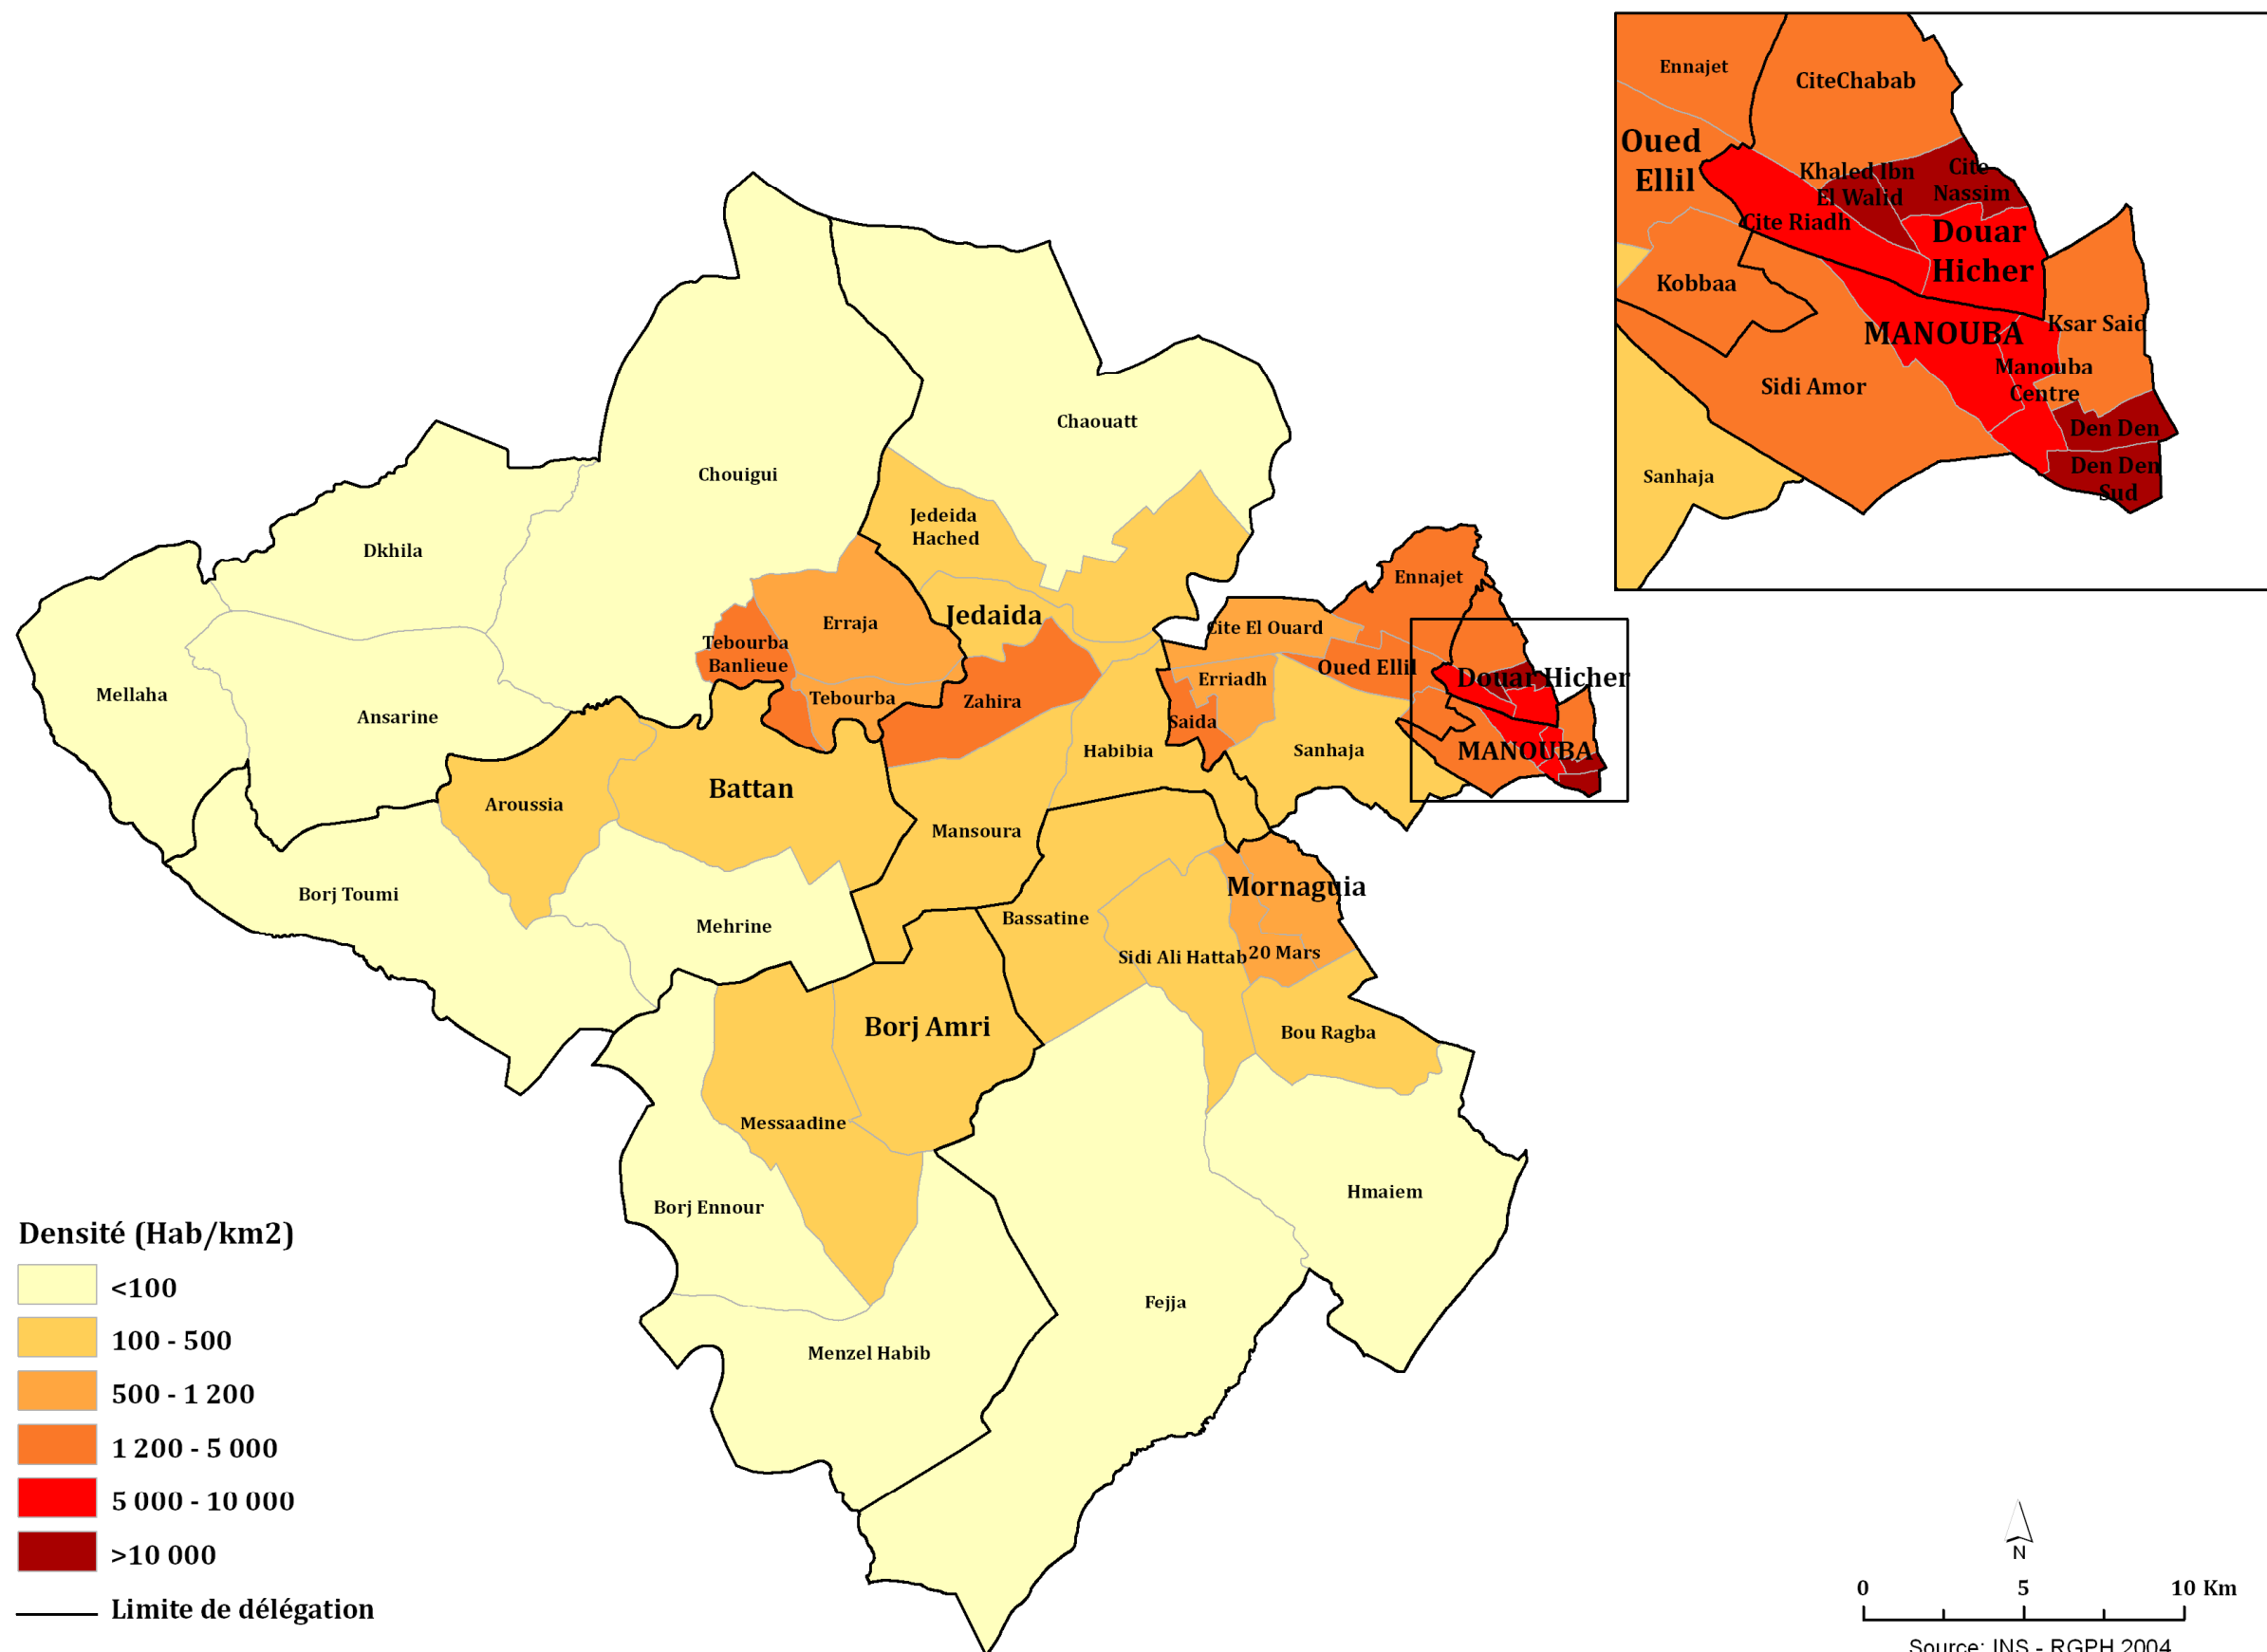 Ennajet
CiteChabab
Oued
Ellil
Khaled Ibn
El Walid
Cite
Nassim
Cite Riadh
Douar
Hicher
Kobbaa
MANOUBA
Ksar Said
Manouba
Centre
Sidi Amor
Den Den
Den Den
Sud
Sanhaja
Chaouatt
Chouigui
Jedeida
Hached
Dkhila
Ennajet
Jedaida
Erraja
Cite El Ouard
Tebourba
Banlieue
Oued Ellil
Douar Hicher
Erriadh
Mellaha
Tebourba
Zahira
Ansarine
Saida
Habibia
Sanhaja
MANOUBA
Battan
Aroussia
Mansoura
Mornaguia
Borj Toumi
Bassatine
Mehrine
Sidi Ali Hattab
20 Mars
Borj Amri
Bou Ragba
Messaadine
Hmaiem
Borj Ennour
Fejja
Menzel Habib
Densité (Hab/km2)
<100
100 - 500
500 - 1 200
1 200 - 5 000
5 000 - 10 000
>10 000
Limite de délégation
N
0 5 10 Km
Source: INS - RGPH 2004